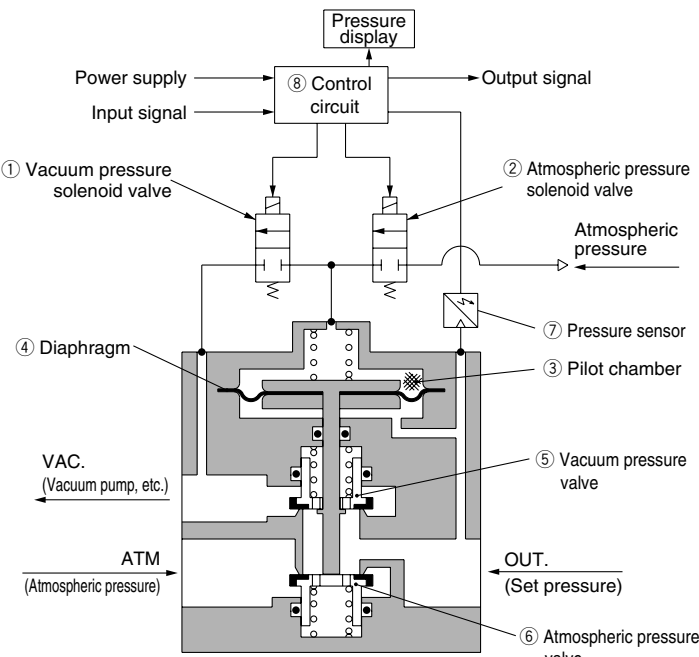 Pressure
display
Power supply
⑧ Control
circuit
Output signal
Input signal
① Vacuum pressure
solenoid valve
② Atmospheric pressure
solenoid valve
Atmospheric
pressure
⑦ Pressure sensor
④ Diaphragm
③ Pilot chamber
VAC.
(Vacuum pump, etc.)
⑤ Vacuum pressure
valve
ATM
(Atmospheric pressure)
OUT.
(Set pressure)
⑥ Atmospheric pressure
valve